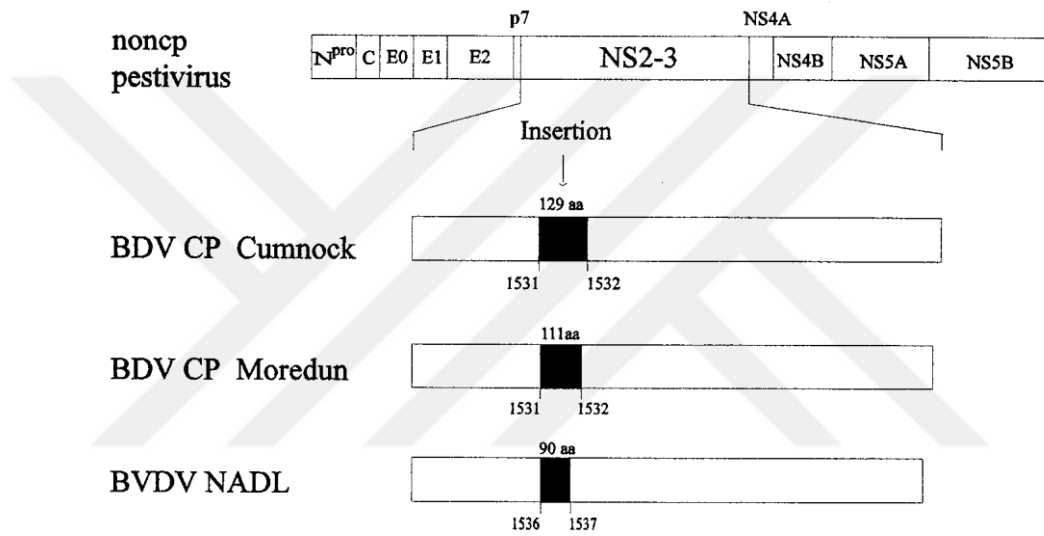 p7 NS4A
noncp
pestivirus
Npro C E0 E1 E2 NS2-3 NS4B NS5A NS5B
Insertion
129 aa
BDV CP Cumnock
1531 1532
111aa
BDV CP Moredun
1531 1532
90 aa
BVDV NADL
1536 1537